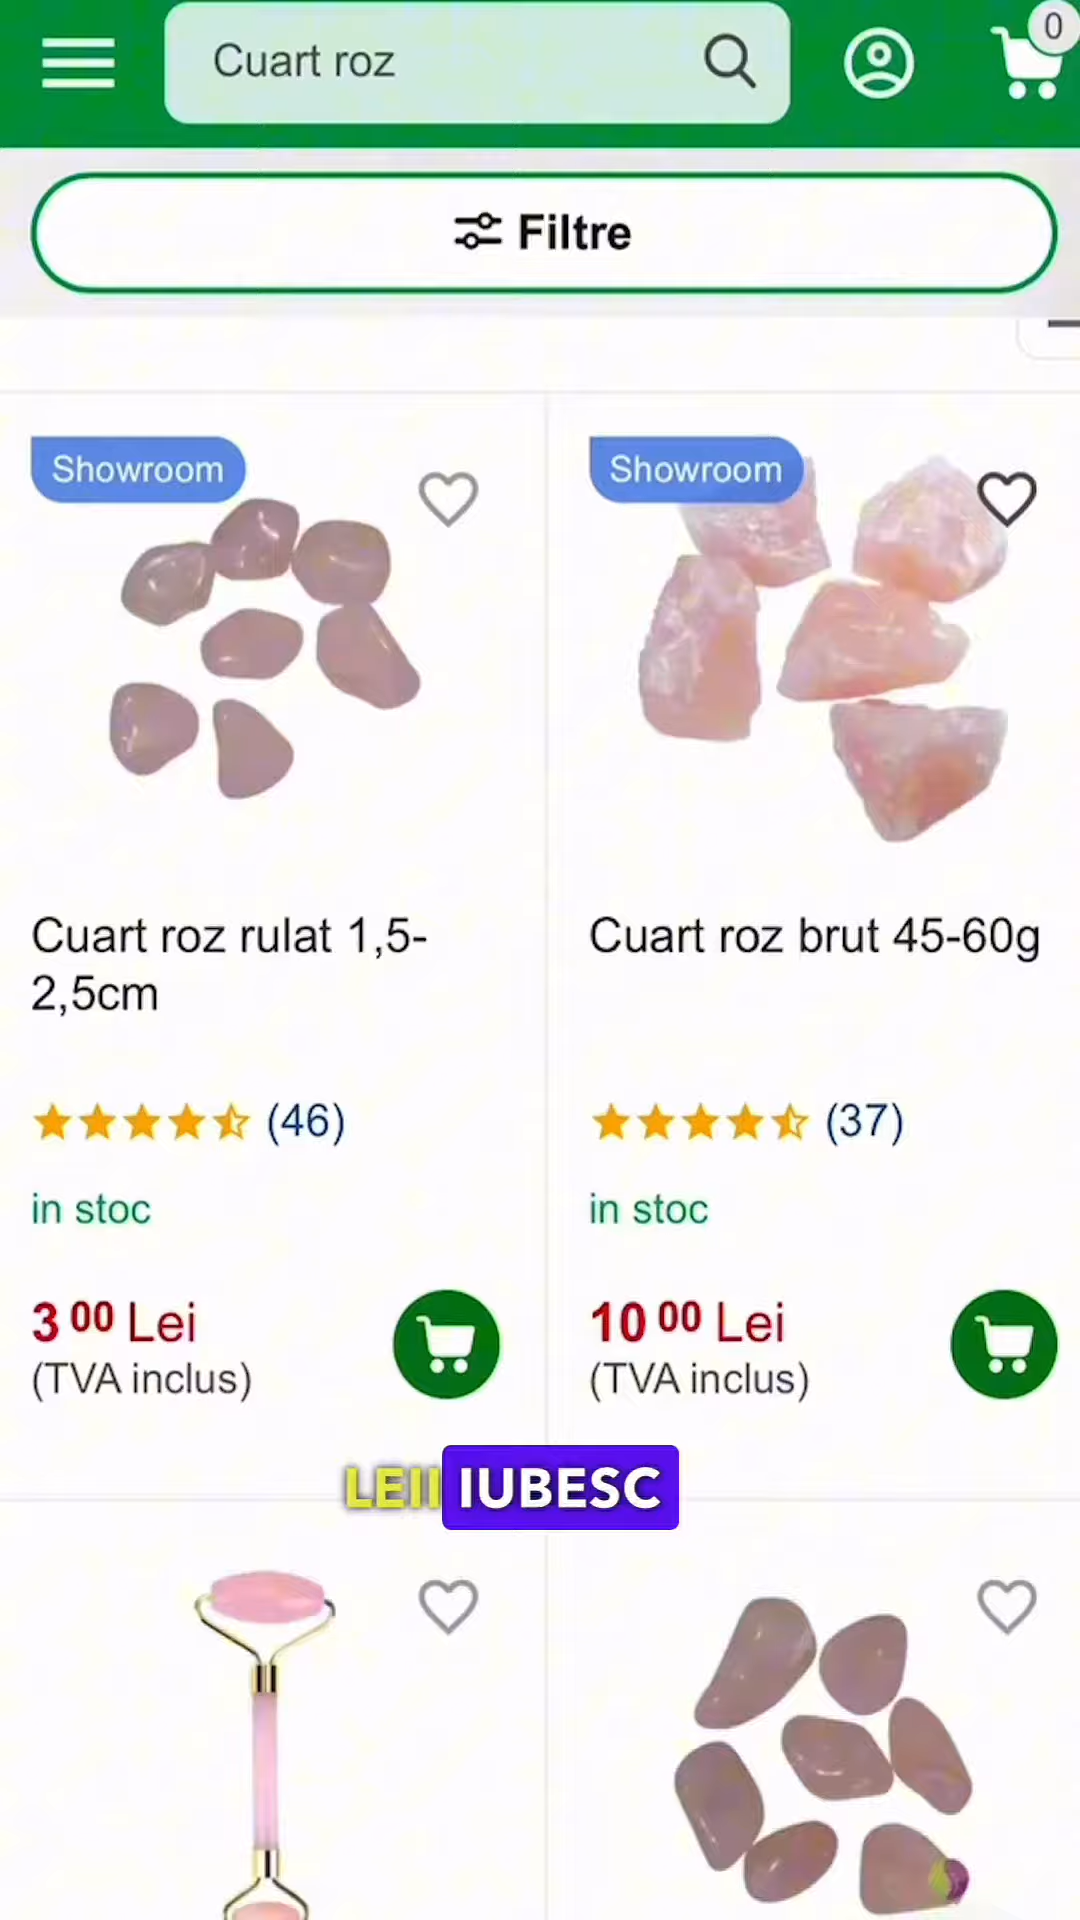 Cuart roz
0
Filtre
Showroom
Showroom
Cuart roz rulat 1,5-
2,5cm
Cuart roz brut 45-60g
(46)
(37)
in stoc
in stoc
3 00 Lei
(TVA inclus)
10 00 Lei
(TVA inclus)
LEII IUBESC